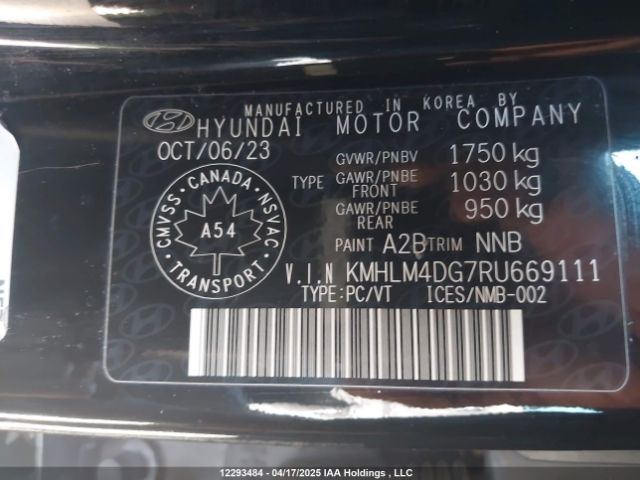 MANUFACTURED IN KOREA BY
HYUNDAI MOTOR COMPANY
OCT/06/23
GVWR/PNBV 1750 kg
TYPE GAWR/PNBE FRONT 1030 kg
GAWR/PNBE REAR 950 kg
PAINT A2B TRIM NNB
CMVSS · CANADA · NSVAC
A54
TRANSPORT
V.I.N KMHLM4DG7RU669111
TYPE:PC/VT ICES/NMB-002
12293484 - 04/17/2025 IAA Holdings , LLC